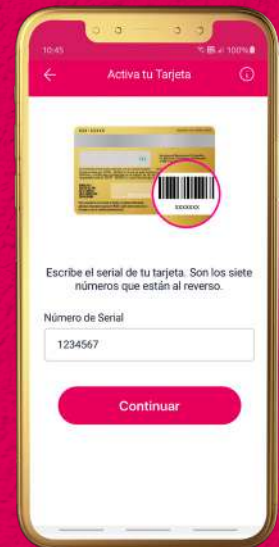 10:45
100%
Activa tu Tarjeta
XXXXXXX
Escribe el serial de tu tarjeta. Son los siete
números que están al reverso.
Número de Serial
1234567
Continuar